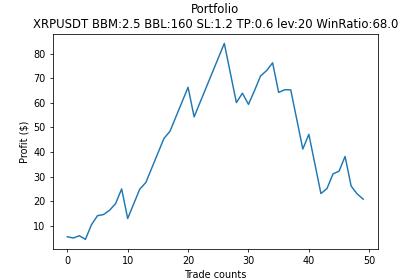 Portfolio
XRPUSDT BBM:2.5 BBL:160 SL:1.2 TP:0.6 lev:20 WinRatio:68.0
80
70
60
50
40
30
20
10
Profit ($)
0 10 20 30 40 50
Trade counts